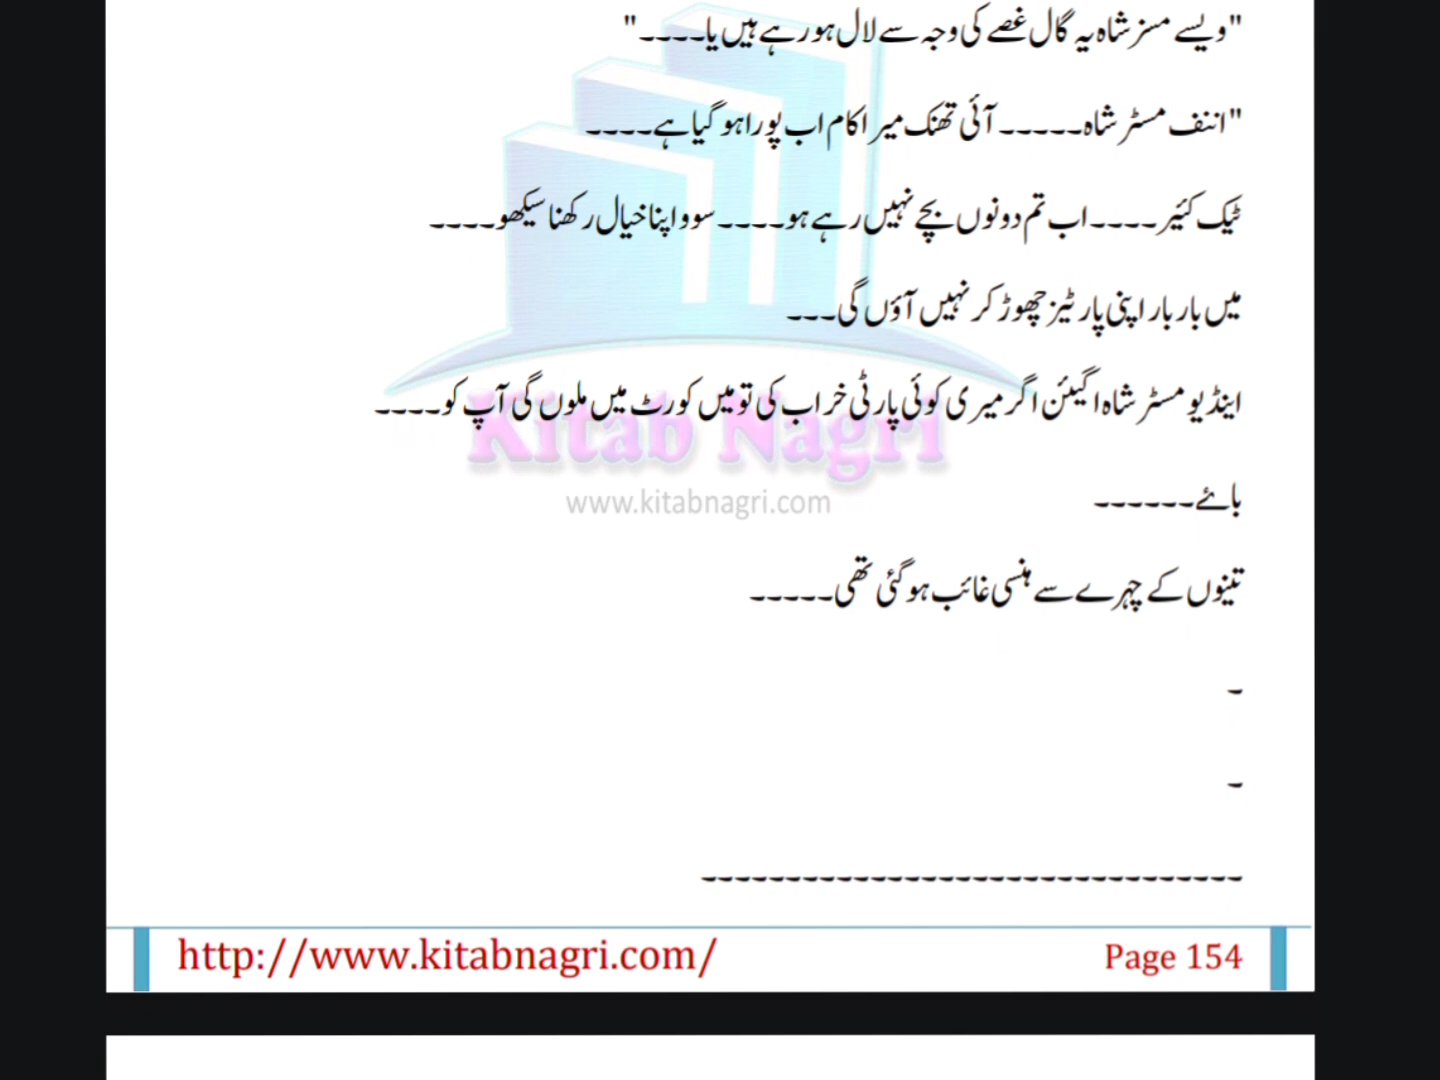 "ویسے مسز شاہ یہ گال غصے کی وجہ سے لال ہو رہے ہیں یا۔۔۔۔"
"اننف مسٹر شاہ۔۔۔۔۔ آئی تھنک میرا کام اب پورا ہو گیا ہے۔۔۔۔
ٹیک کئیر۔۔۔۔ اب تم دونوں بچے نہیں رہے ہو۔۔۔۔ سو و اپنا خیال رکھنا سیکھو۔۔۔۔
میں بار بار اپنی پارٹیز چھوڑ کر نہیں آؤں گی۔۔۔
اینڈ یو مسٹر شاہ اگیئن اگر میری کوئی پارٹی خراب کی تو میں کورٹ میں ملوں گی آپ کو۔۔۔۔
Kitab Nagri
www.kitabnagri.com
بائے۔۔۔۔۔۔
تینوں کے چہرے سے ہنسی غائب ہو گئی تھی۔۔۔۔۔
۔
۔
۔۔۔۔۔۔۔۔۔۔۔۔۔۔۔۔۔۔۔۔۔۔۔۔۔۔۔۔۔۔۔۔
http://www.kitabnagri.com/ Page 154